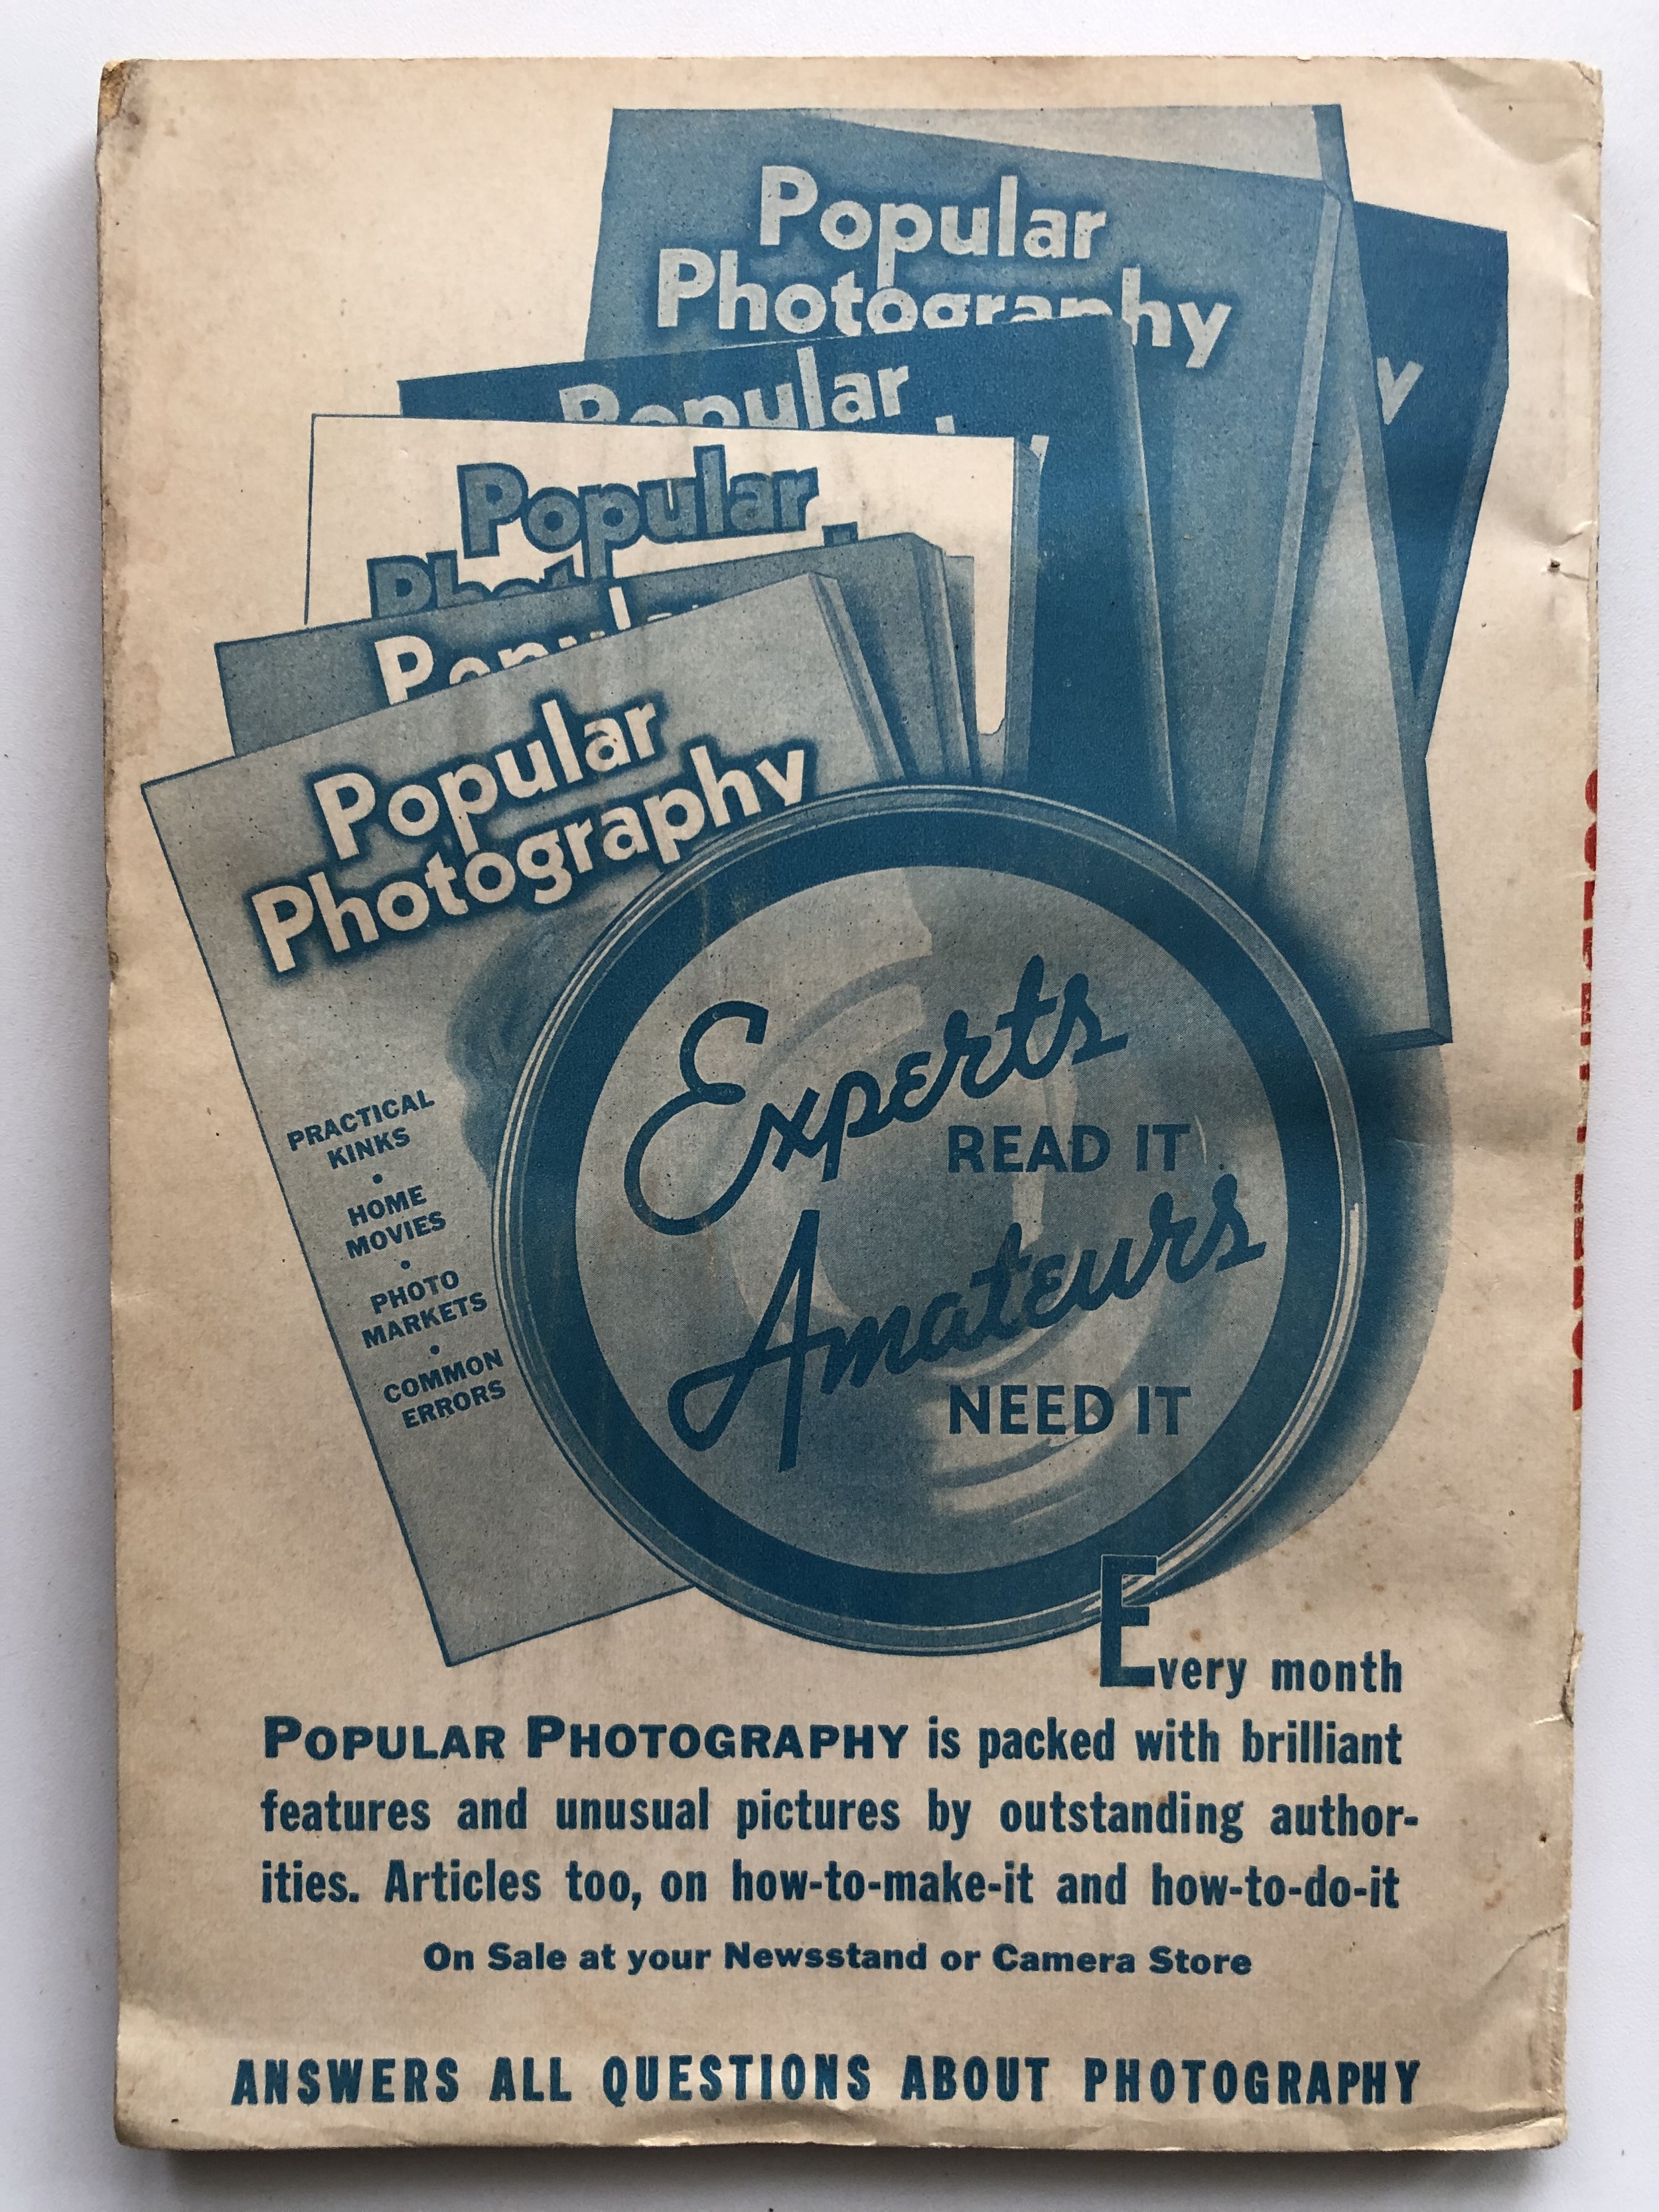 Popular
Photography
y
Popular
Popular
Popular
Popular
Photography
PRACTICAL
KINKS
•
HOME
MOVIES
•
PHOTO
MARKETS
•
COMMON
ERRORS
Experts
READ IT
Amateurs
NEED IT
Every month
POPULAR PHOTOGRAPHY is packed with brilliant
features and unusual pictures by outstanding author-
ities. Articles too, on how-to-make-it and how-to-do-it
On Sale at your Newsstand or Camera Store
ANSWERS ALL QUESTIONS ABOUT PHOTOGRAPHY